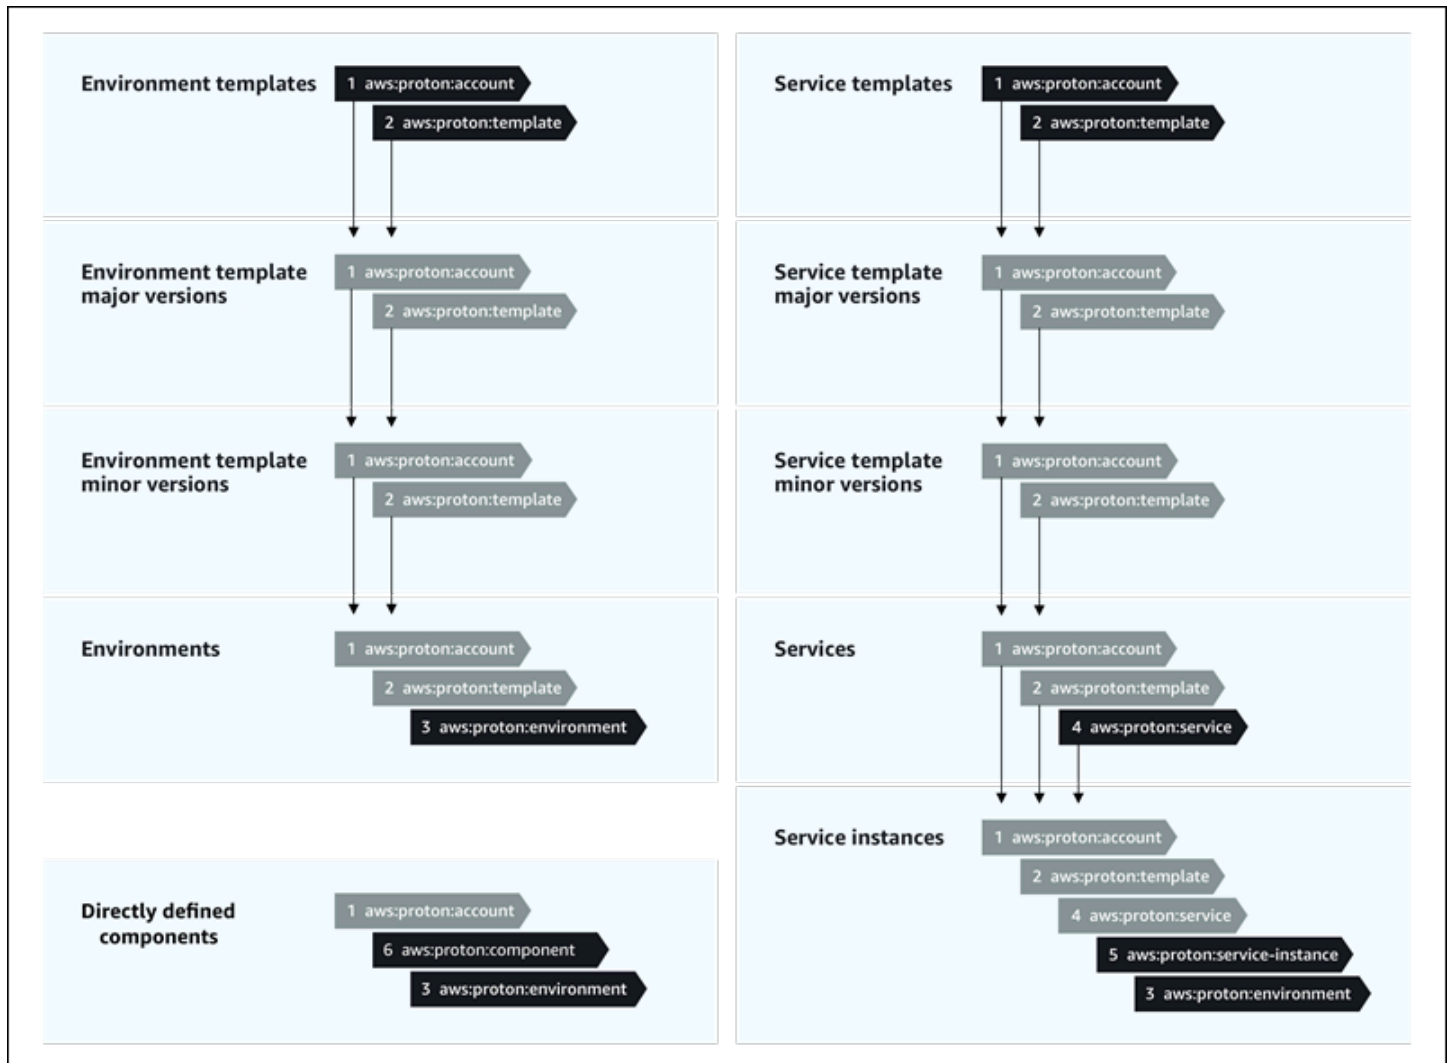 Environment templates
1 aws:proton:account
2 aws:proton:template
Environment template
major versions
1 aws:proton:account
2 aws:proton:template
Environment template
minor versions
1 aws:proton:account
2 aws:proton:template
Environments
1 aws:proton:account
2 aws:proton:template
3 aws:proton:environment
Directly defined
components
1 aws:proton:account
6 aws:proton:component
3 aws:proton:environment
Service templates
1 aws:proton:account
2 aws:proton:template
Service template
major versions
1 aws:proton:account
2 aws:proton:template
Service template
minor versions
1 aws:proton:account
2 aws:proton:template
Services
1 aws:proton:account
2 aws:proton:template
4 aws:proton:service
Service instances
1 aws:proton:account
2 aws:proton:template
4 aws:proton:service
5 aws:proton:service-instance
3 aws:proton:environment